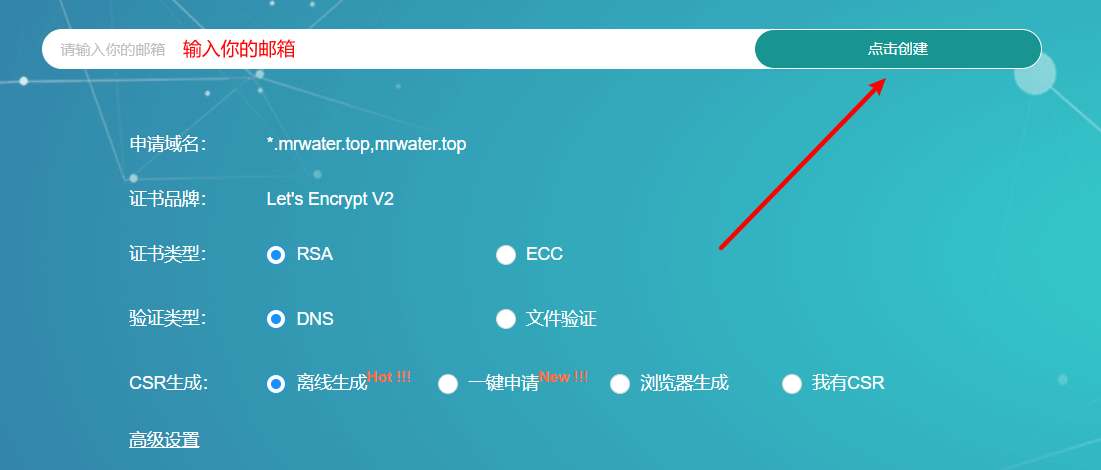 请输入你的邮箱 输入你的邮箱 点击创建
申请域名: *.mrwater.top,mrwater.top
证书品牌: Let's Encrypt V2
证书类型: RSA ECC
验证类型: DNS 文件验证
CSR生成: 离线生成Hot !!! 一键申请New !!! 浏览器生成 我有CSR
高级设置